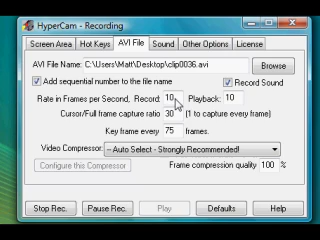 HyperCam - Recording
Screen Area Hot Keys AVI File Sound Other Options License
AVI File Name: C:\Users\Matt\Desktop\clip0036.avi Browse
Add sequential number to the file name Record Sound
Rate in Frames per Second, Record: 10 Playback: 10
Cursor/Full frame capture ratio 30 (1 to capture every frame)
Key frame every 75 frames.
Video Compressor: -- Auto Select - Strongly Recommended!
Configure this Compressor Frame compression quality 100 %
Stop Rec. Pause Rec. Play Defaults Help